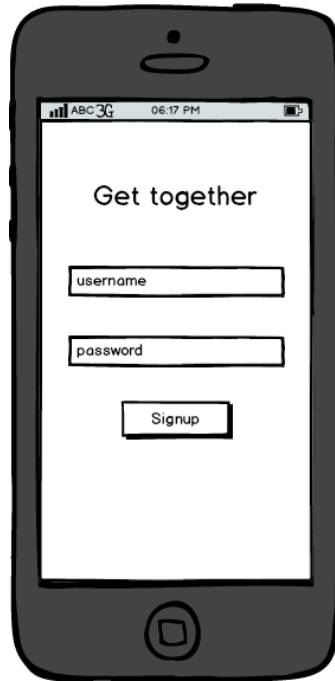 ABC 3G 06:17 PM
Get together
username
password
Signup